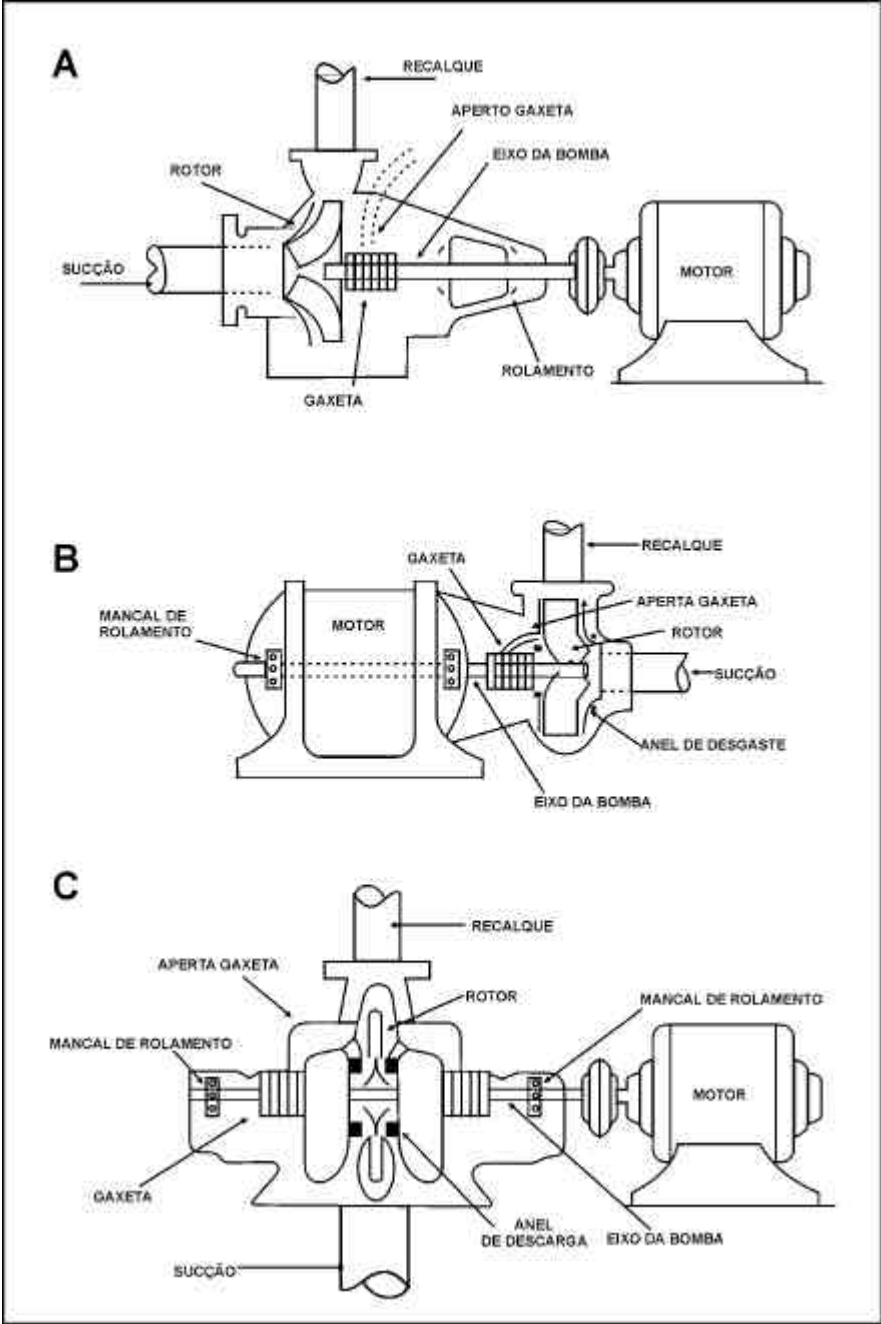 A
RECALQUE
APERTO GAXETA
EIXO DA BOMBA
ROTOR
SUCÇÃO
MOTOR
ROLAMENTO
GAXETA
B
RECALQUE
GAXETA
APERTA GAXETA
MANCAL DE
ROLAMENTO
MOTOR
ROTOR
SUCÇÃO
ANEL DE DESGASTE
EIXO DA BOMBA
C
RECALQUE
APERTA GAXETA
ROTOR
MANCAL DE ROLAMENTO
MANCAL DE ROLAMENTO
MOTOR
GAXETA
ANEL
DE DESCARGA
EIXO DA BOMBA
SUCÇÃO